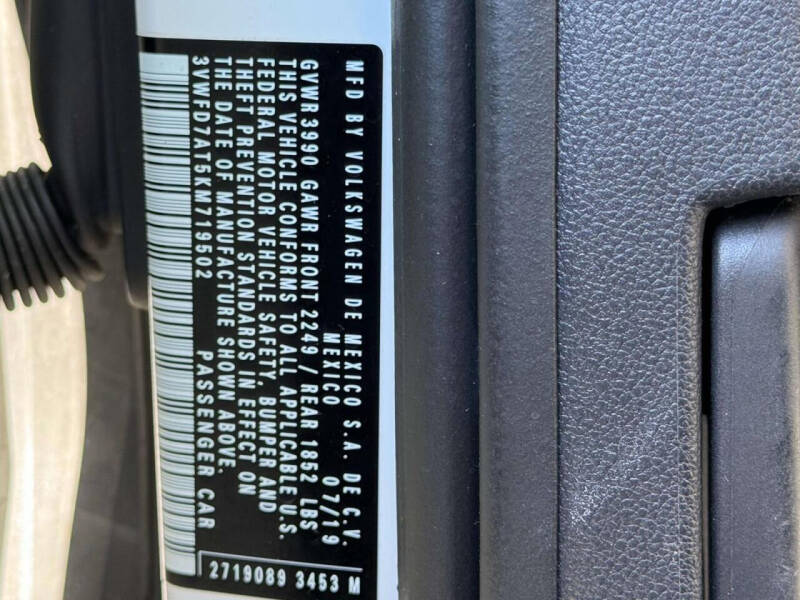 MFD BY VOLKSWAGEN DE MEXICO S.A. DE C.V.
MEXICO 07/19
GVWR 3990 GAWR FRONT 2249 / REAR 1852 LBS
THIS VEHICLE CONFORMS TO ALL APPLICABLE U.S.
FEDERAL MOTOR VEHICLE SAFETY, BUMPER AND
THEFT PREVENTION STANDARDS IN EFFECT ON
THE DATE OF MANUFACTURE SHOWN ABOVE.
3VWFD7AT5KM719502 PASSENGER CAR
2719089 3453 M